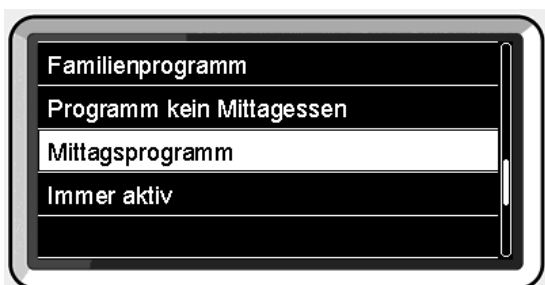 Familienprogramm
Programm kein Mittagessen
Mittagsprogramm
Immer aktiv